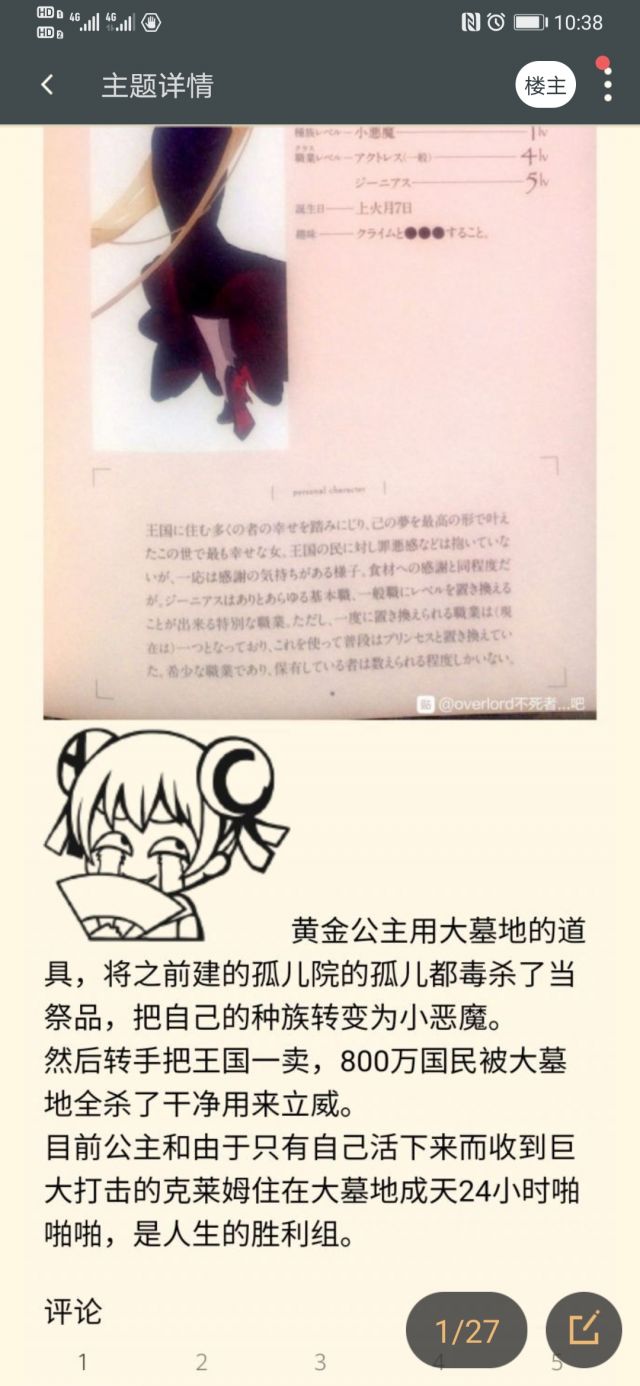 HD 1 4G 4G
HD 2
10:38
主题详情
楼主
種族レベル—小悪魔—1lv
クラス
職業レベル—アクトレス(一般)—4lv
ジーニアス—5lv
誕生日—上火月7日
趣味—クライムと●●●すること。
personal character
王国に住む多くの者の幸せを踏みにじり、己の夢を最高の形で叶え
たこの世で最も幸せな女。王国の民に対し罪悪感などは抱いていな
いが、一応は感謝の気持ちがある様子。食材への感謝と同程度だ
が。ジーニアスはありとあらゆる基本職、一般職にレベルを置き換える
ことが出来る特別な職業。ただし、一度に置き換えられる職業は(現
在は)一つとなっており、これを使って普段はプリンセスと置き換えてい
た。希少な職業であり、保有している者は数えられる程度しかいない。
贴 @overlord不死者...吧
黄金公主用大墓地的道
具，将之前建的孤儿院的孤儿都毒杀了当
祭品，把自己的种族转变为小恶魔。
然后转手把王国一卖，800万国民被大墓
地全杀了干净用来立威。
目前公主和由于只有自己活下来而收到巨
大打击的克莱姆住在大墓地成天24小时啪
啪啪，是人生的胜利组。
评论
1/27
1 2 3 4 5